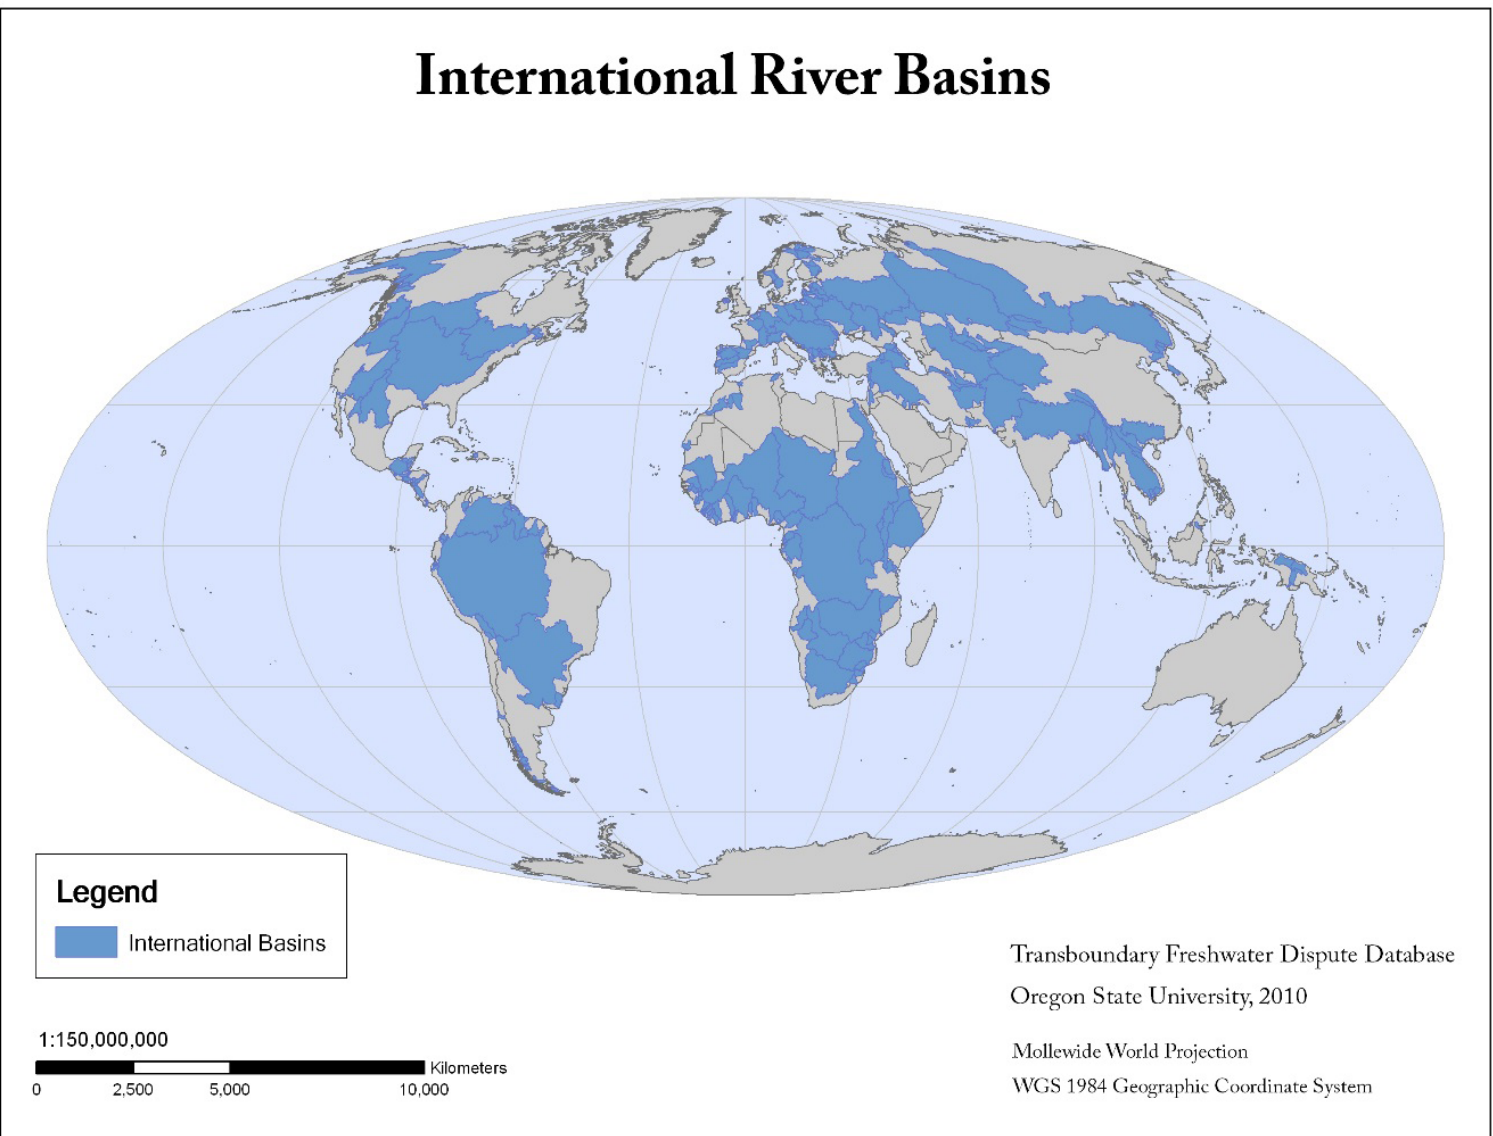 International River Basins
Legend
International Basins
Transboundary Freshwater Dispute Database
Oregon State University, 2010
1:150,000,000
Kilometers
0 2,500 5,000 10,000
Mollewide World Projection
WGS 1984 Geographic Coordinate System